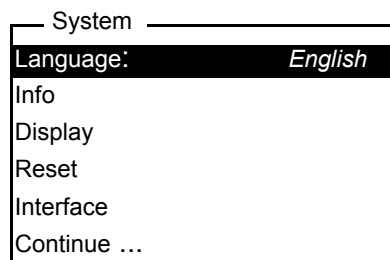 System
Language: English
Info
Display
Reset
Interface
Continue ...